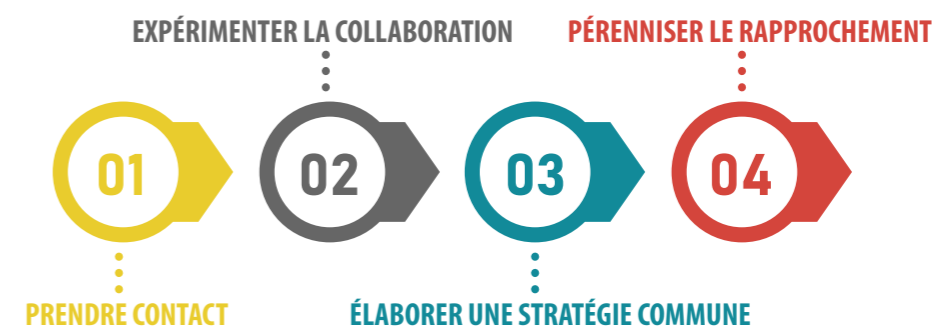 EXPÉRIMENTER LA COLLABORATION
PÉRENNISER LE RAPPROCHEMENT
01
02
03
04
PRENDRE CONTACT
ÉLABORER UNE STRATÉGIE COMMUNE